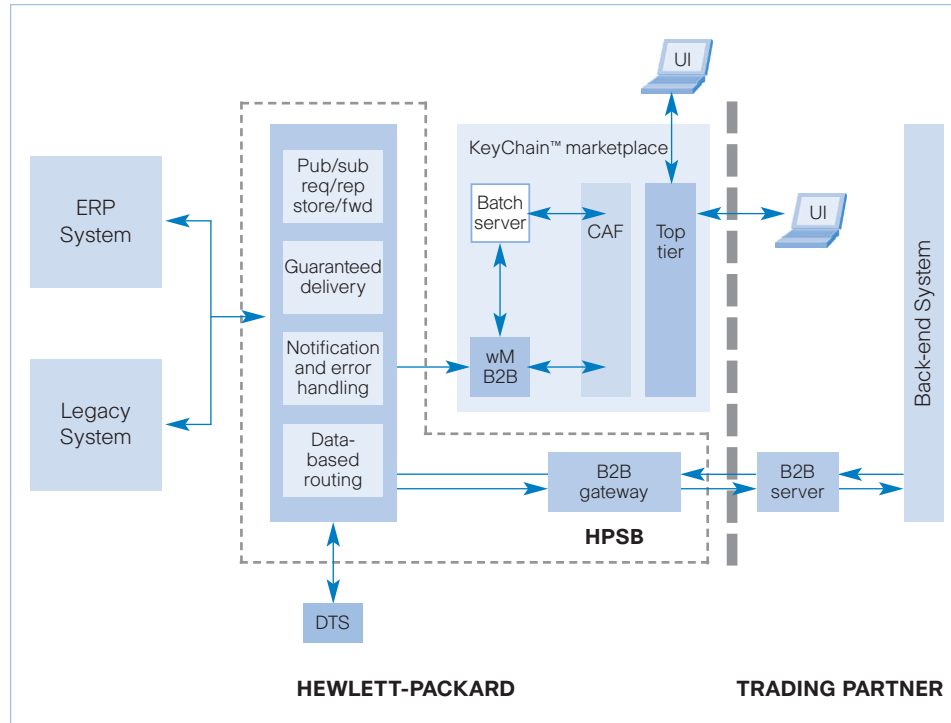 UI
KeyChain™ marketplace
Pub/sub
req/rep
store/fwd
ERP
System
Batch
server
CAF
Top
tier
UI
Guaranteed
delivery
Notification
and error
handling
wM
B2B
Legacy
System
Back-end System
Data-
based
routing
B2B
gateway
B2B
server
HPSB
DTS
HEWLETT-PACKARD
TRADING PARTNER